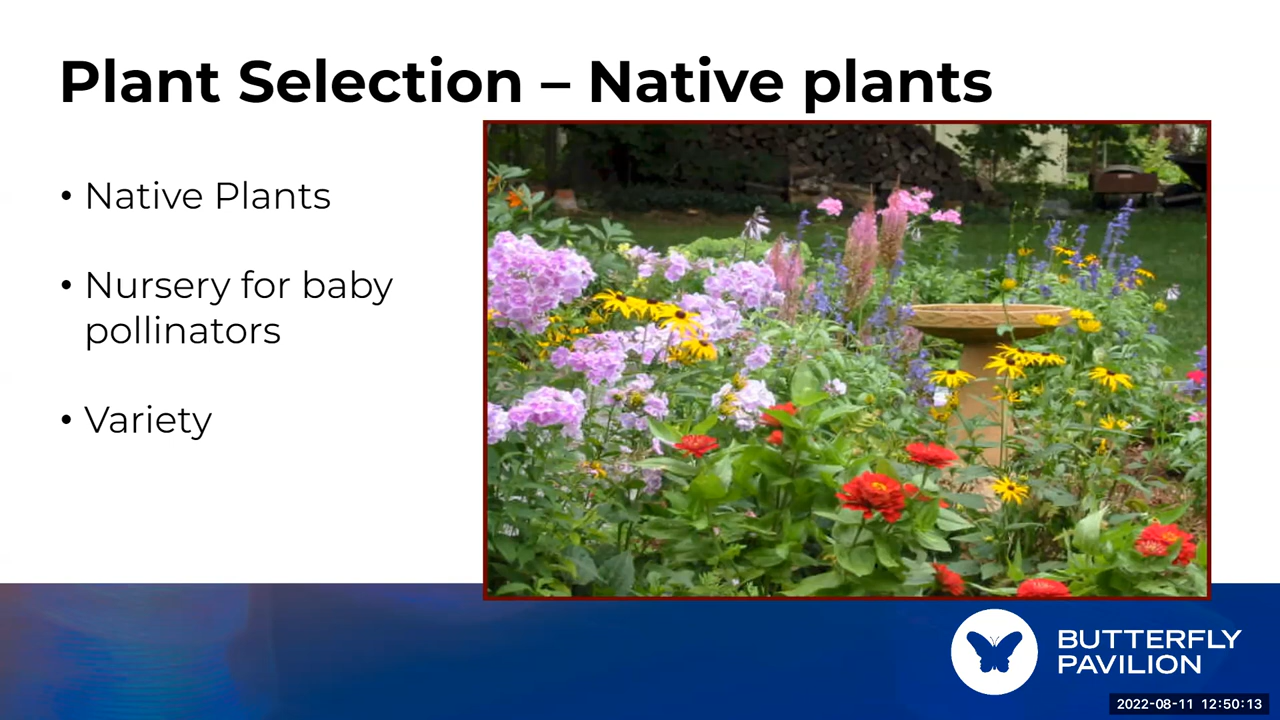 Plant Selection – Native plants
• Native Plants
• Nursery for baby
pollinators
• Variety
BUTTERFLY
PAVILION
2022-08-11 12:50:13